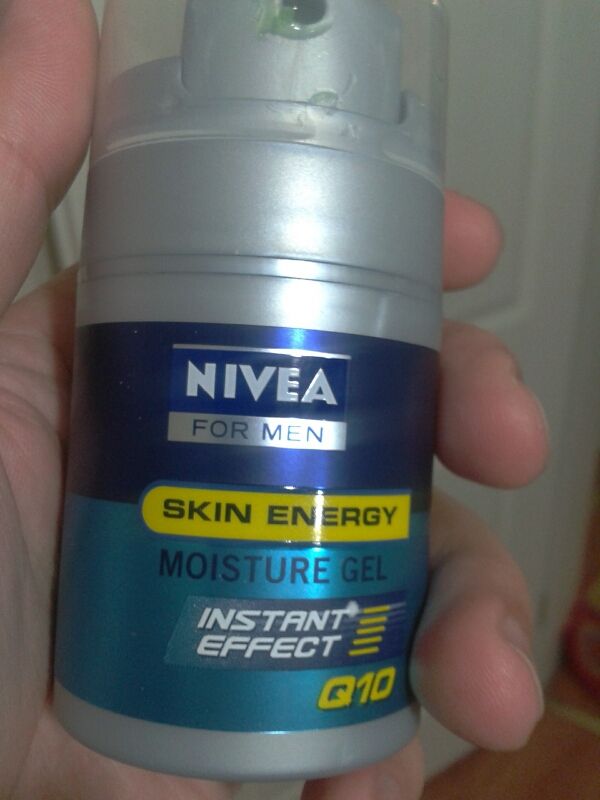 NIVEA
FOR MEN
SKIN ENERGY
MOISTURE GEL
INSTANT
EFFECT
Q10